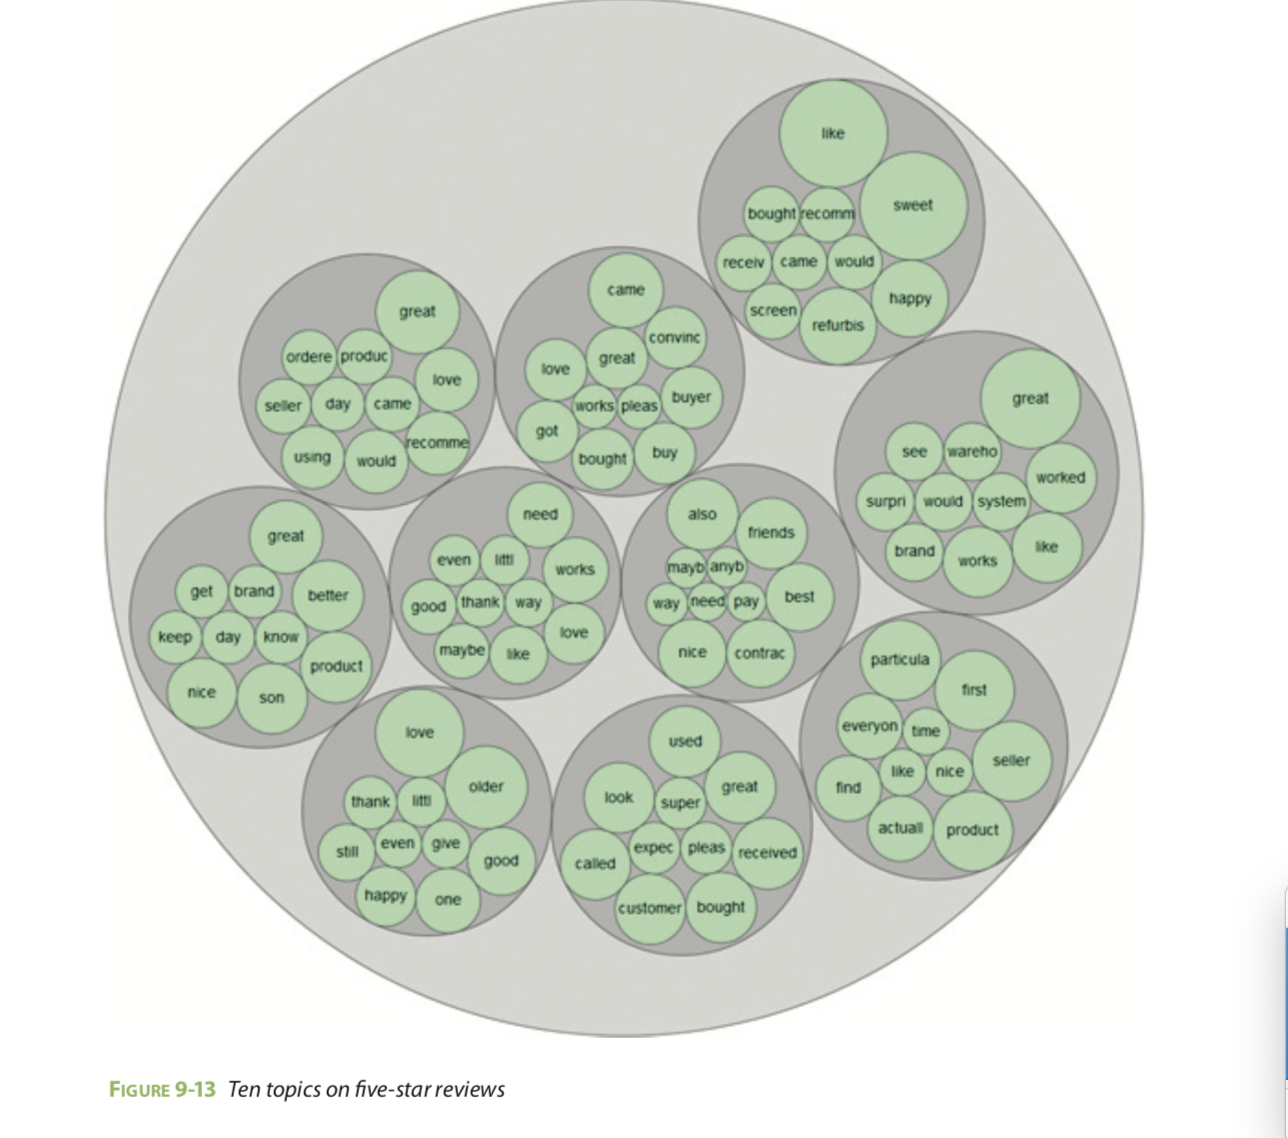 like
sweet
bought recomm
receiv came would
happy
screen
refurbis
great
ordere produc
love
seller day came
recomme
using would
came
convinc
great
love
buyer
works pleas
got
bought buy
great
see wareho
worked
surpri would system
brand works like
great
get brand better
keep day know
product
nice son
need
even littl
works
good thank way
love
maybe like
also
friends
mayb anyb
best
way need pay
nice contrac
particula
first
everyon time
seller
like nice
find
actuall product
love
older
thank littl
still even give
good
happy one
used
look super great
expec pleas received
called
customer bought
FIGURE 9-13 Ten topics on five-star reviews